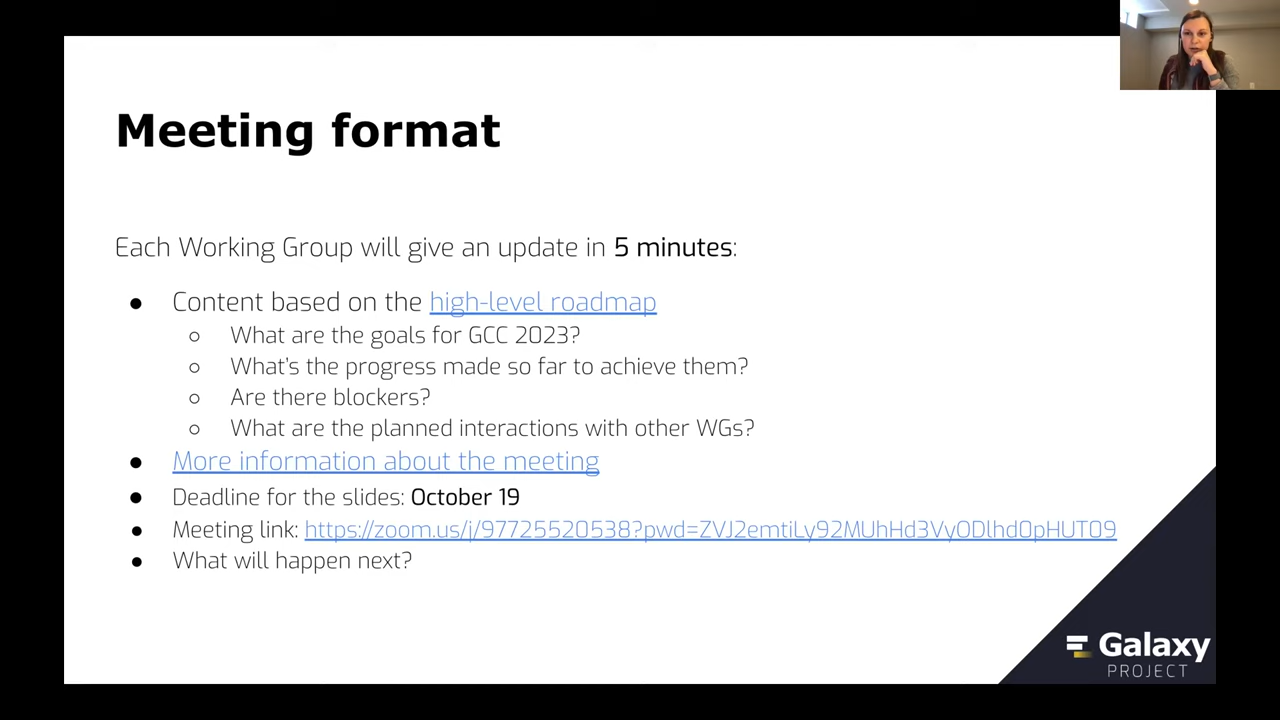 Meeting format
Each Working Group will give an update in 5 minutes:
● Content based on the high-level roadmap
○ What are the goals for GCC 2023?
○ What's the progress made so far to achieve them?
○ Are there blockers?
○ What are the planned interactions with other WGs?
● More information about the meeting
● Deadline for the slides: October 19
● Meeting link: https://zoom.us/j/97725520538?pwd=ZVJ2emtiLy92MUhHd3VyODlhd0pHUT09
● What will happen next?
Galaxy
PROJECT